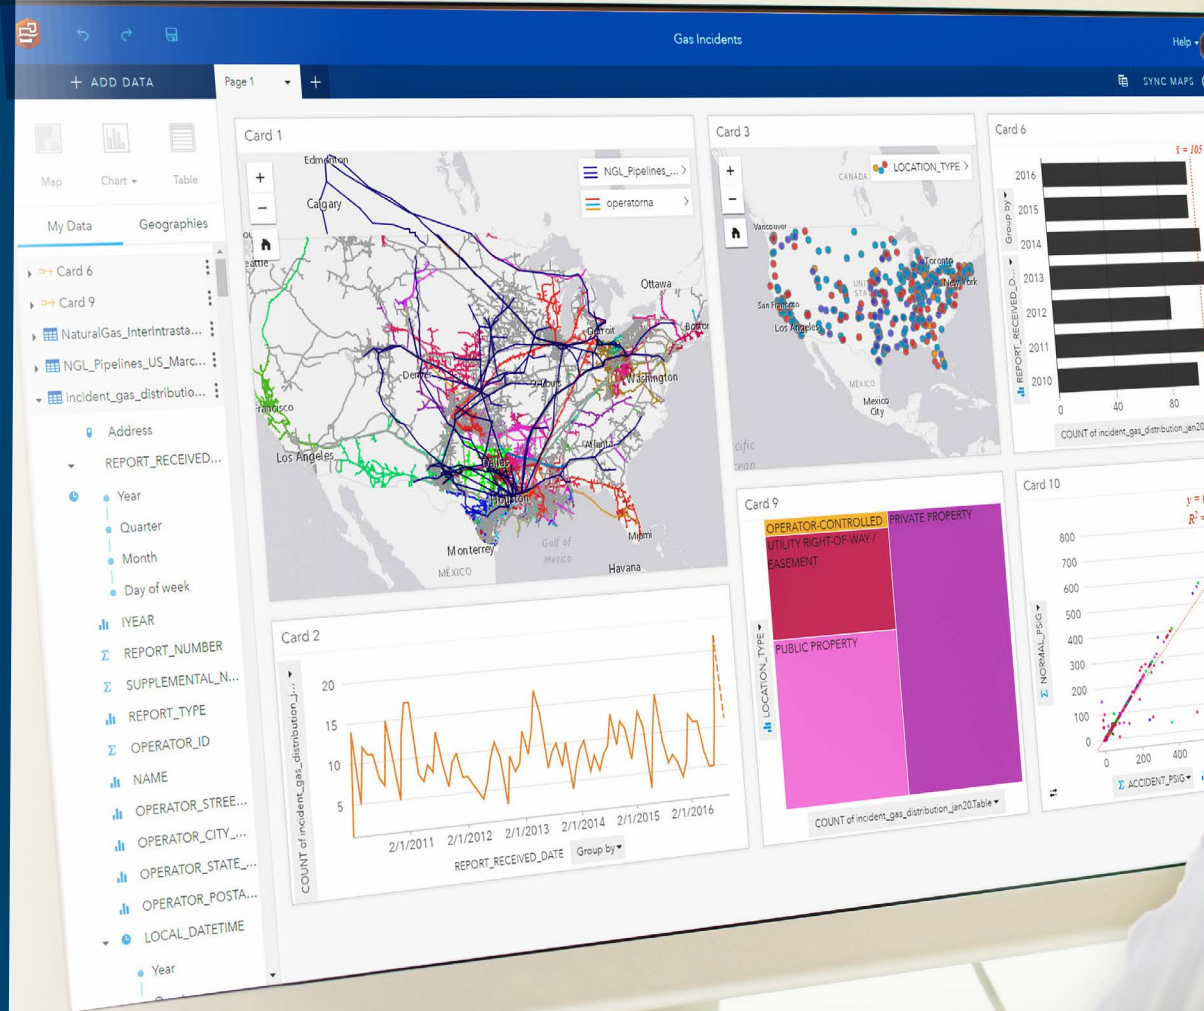 Gas Incidents
Help
+ ADD DATA
Page 1
+
SYNC MAPS
Map
Chart
Table
My Data
Geographies
Card 6
Card 9
NaturalGas_InterIntrasta...
NGL_Pipelines_US_Marc...
incident_gas_distributio...
Address
REPORT_RECEIVED...
Year
Quarter
Month
Day of week
IYEAR
REPORT_NUMBER
SUPPLEMENTAL_N...
REPORT_TYPE
OPERATOR_ID
NAME
OPERATOR_STREE...
OPERATOR_CITY_...
OPERATOR_STATE_...
OPERATOR_POSTA...
LOCAL_DATETIME
Year
Card 1
+
−
NGL_Pipelines_...
operatorna
Edmonton
Calgary
Ottawa
Detroit
Boston
Denver
St Louis
Washington
Los Angeles
Atlanta
Dallas
Houston
Monterrey
MÉXICO
Gulf of
Mexico
Miami
Havana
Card 3
+
−
LOCATION_TYPE
CANADA
Vancouver
Toronto
New York
San Francisco
Los Angeles
MÉXICO
Mexico
City
Card 6
x̄ = 105
2016
2015
2014
2013
2012
2011
2010
Group by
REPORT_RECEIVED_D...
0 40 80
COUNT of incident_gas_distribution_jan20
Card 2
COUNT of incident_gas_distribution_j...
20
15
10
5
2/1/2011 2/1/2012 2/1/2013 2/1/2014 2/1/2015 2/1/2016
REPORT_RECEIVED_DATE Group by
Card 9
LOCATION_TYPE
OPERATOR-CONTROLLED
PRIVATE PROPERTY
UTILITY RIGHT-OF-WAY /
EASEMENT
PUBLIC PROPERTY
COUNT of incident_gas_distribution_jan20.Table
Card 10
y =
R² =
NORMAL_PSIG
800
700
600
500
400
300
200
100
0
0 200 400
Σ ACCIDENT_PSIG